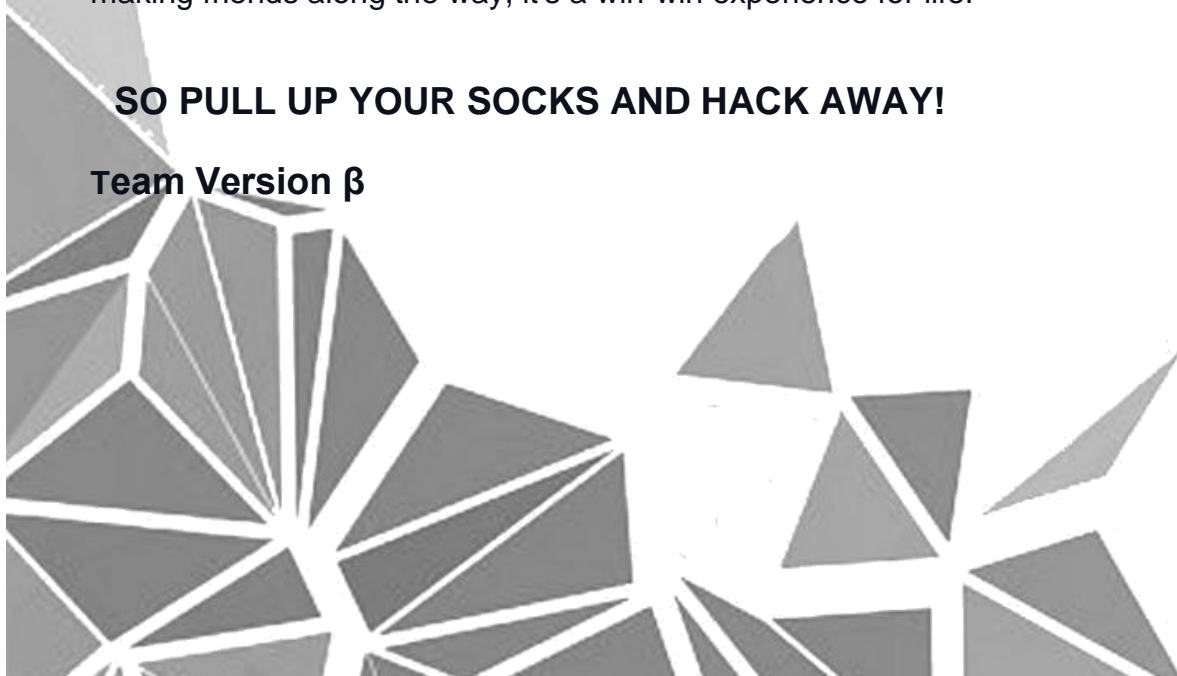 making friends along the way, it's a win-win experience for life.
SO PULL UP YOUR SOCKS AND HACK AWAY!
Team Version β